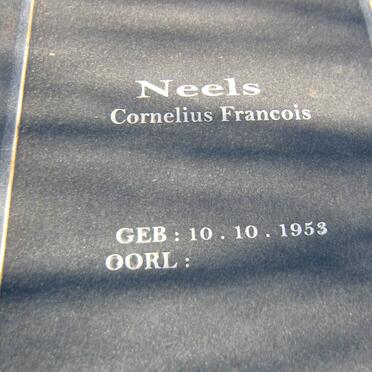 Neels
Cornelius Francois
GEB : 10 . 10 . 1953
OORL :